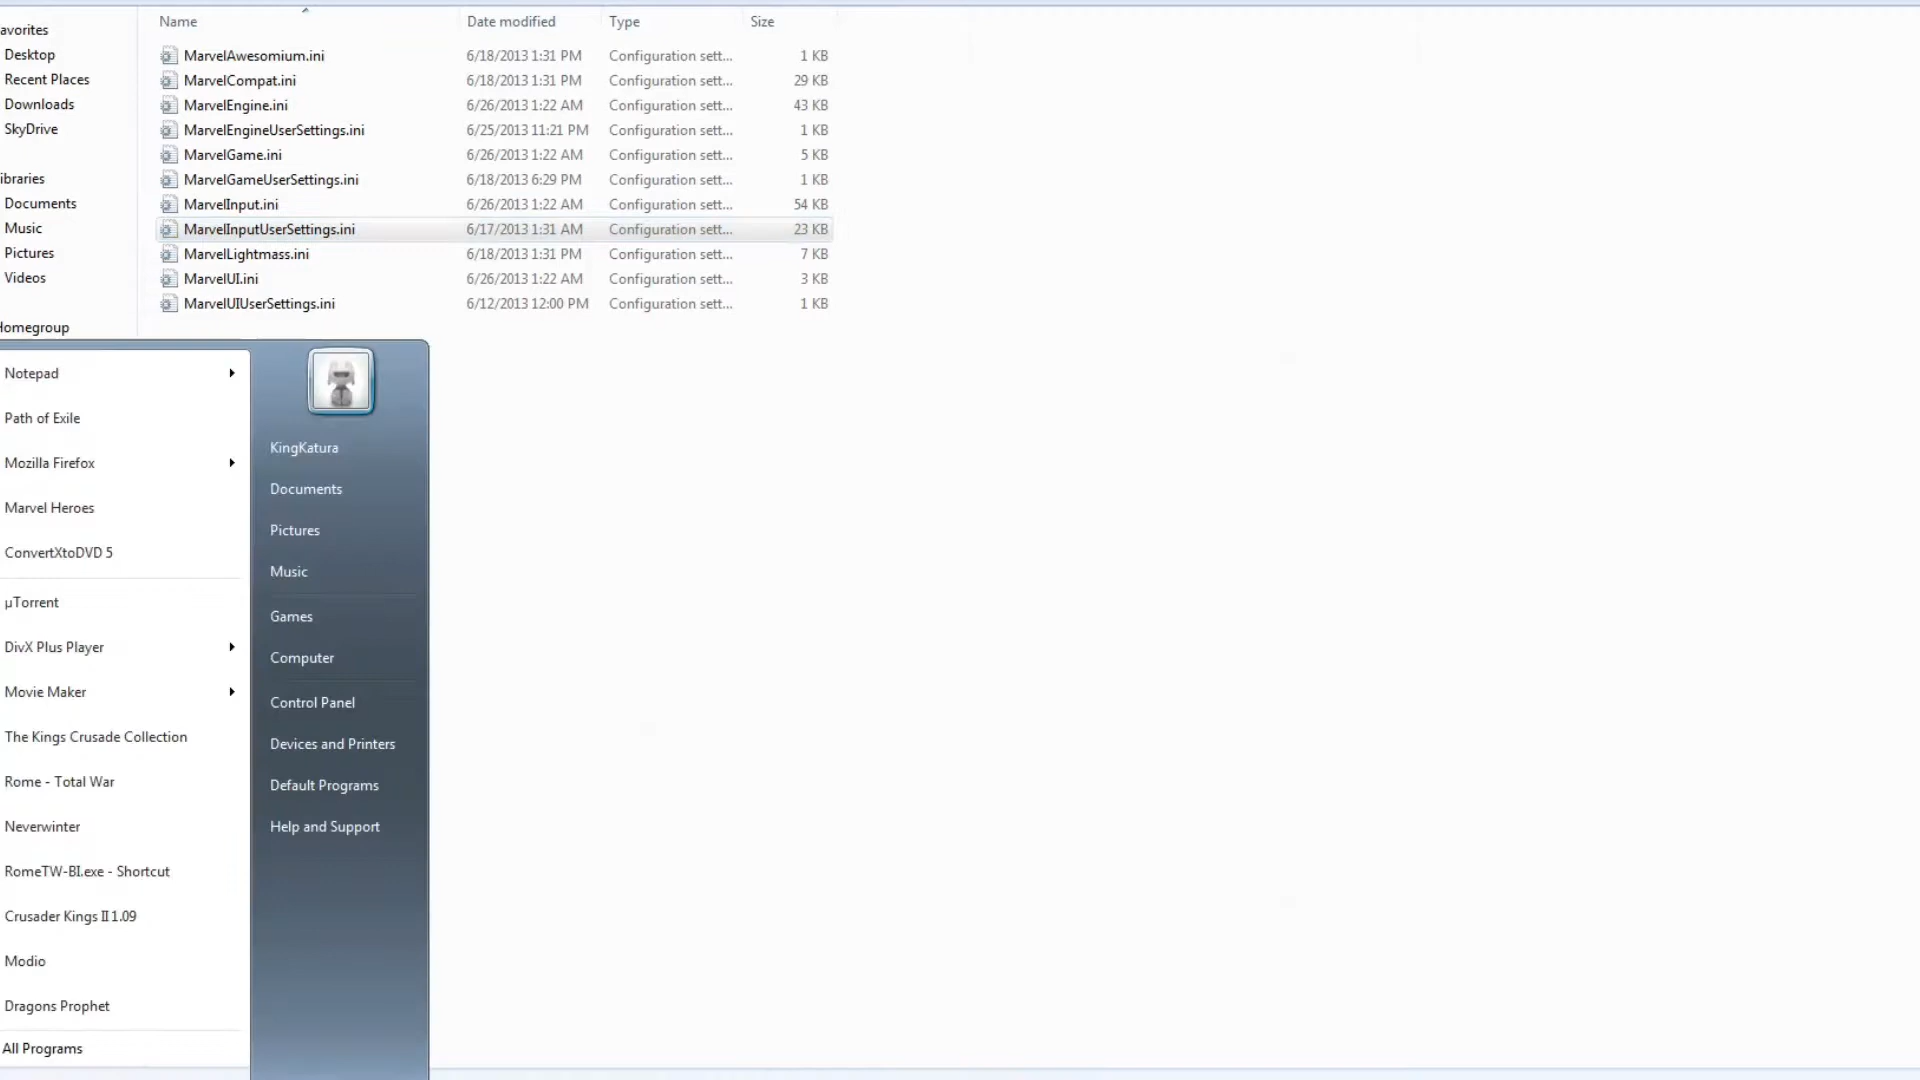 Name Date modified Type Size
avorites
Desktop
Recent Places
Downloads
SkyDrive
ibraries
Documents
Music
Pictures
Videos
Homegroup
MarvelAwesomium.ini 6/18/2013 1:31 PM Configuration sett... 1 KB
MarvelCompat.ini 6/18/2013 1:31 PM Configuration sett... 29 KB
MarvelEngine.ini 6/26/2013 1:22 AM Configuration sett... 43 KB
MarvelEngineUserSettings.ini 6/25/2013 11:21 PM Configuration sett... 1 KB
MarvelGame.ini 6/26/2013 1:22 AM Configuration sett... 5 KB
MarvelGameUserSettings.ini 6/18/2013 6:29 PM Configuration sett... 1 KB
MarvelInput.ini 6/26/2013 1:22 AM Configuration sett... 54 KB
MarvelInputUserSettings.ini 6/17/2013 1:31 AM Configuration sett... 23 KB
MarvelLightmass.ini 6/18/2013 1:31 PM Configuration sett... 7 KB
MarvelUI.ini 6/26/2013 1:22 AM Configuration sett... 3 KB
MarvelUIUserSettings.ini 6/12/2013 12:00 PM Configuration sett... 1 KB
Notepad
Path of Exile
Mozilla Firefox
Marvel Heroes
ConvertXtoDVD 5
µTorrent
DivX Plus Player
Movie Maker
The Kings Crusade Collection
Rome - Total War
Neverwinter
RomeTW-BI.exe - Shortcut
Crusader Kings II 1.09
Modio
Dragons Prophet
All Programs
KingKatura
Documents
Pictures
Music
Games
Computer
Control Panel
Devices and Printers
Default Programs
Help and Support